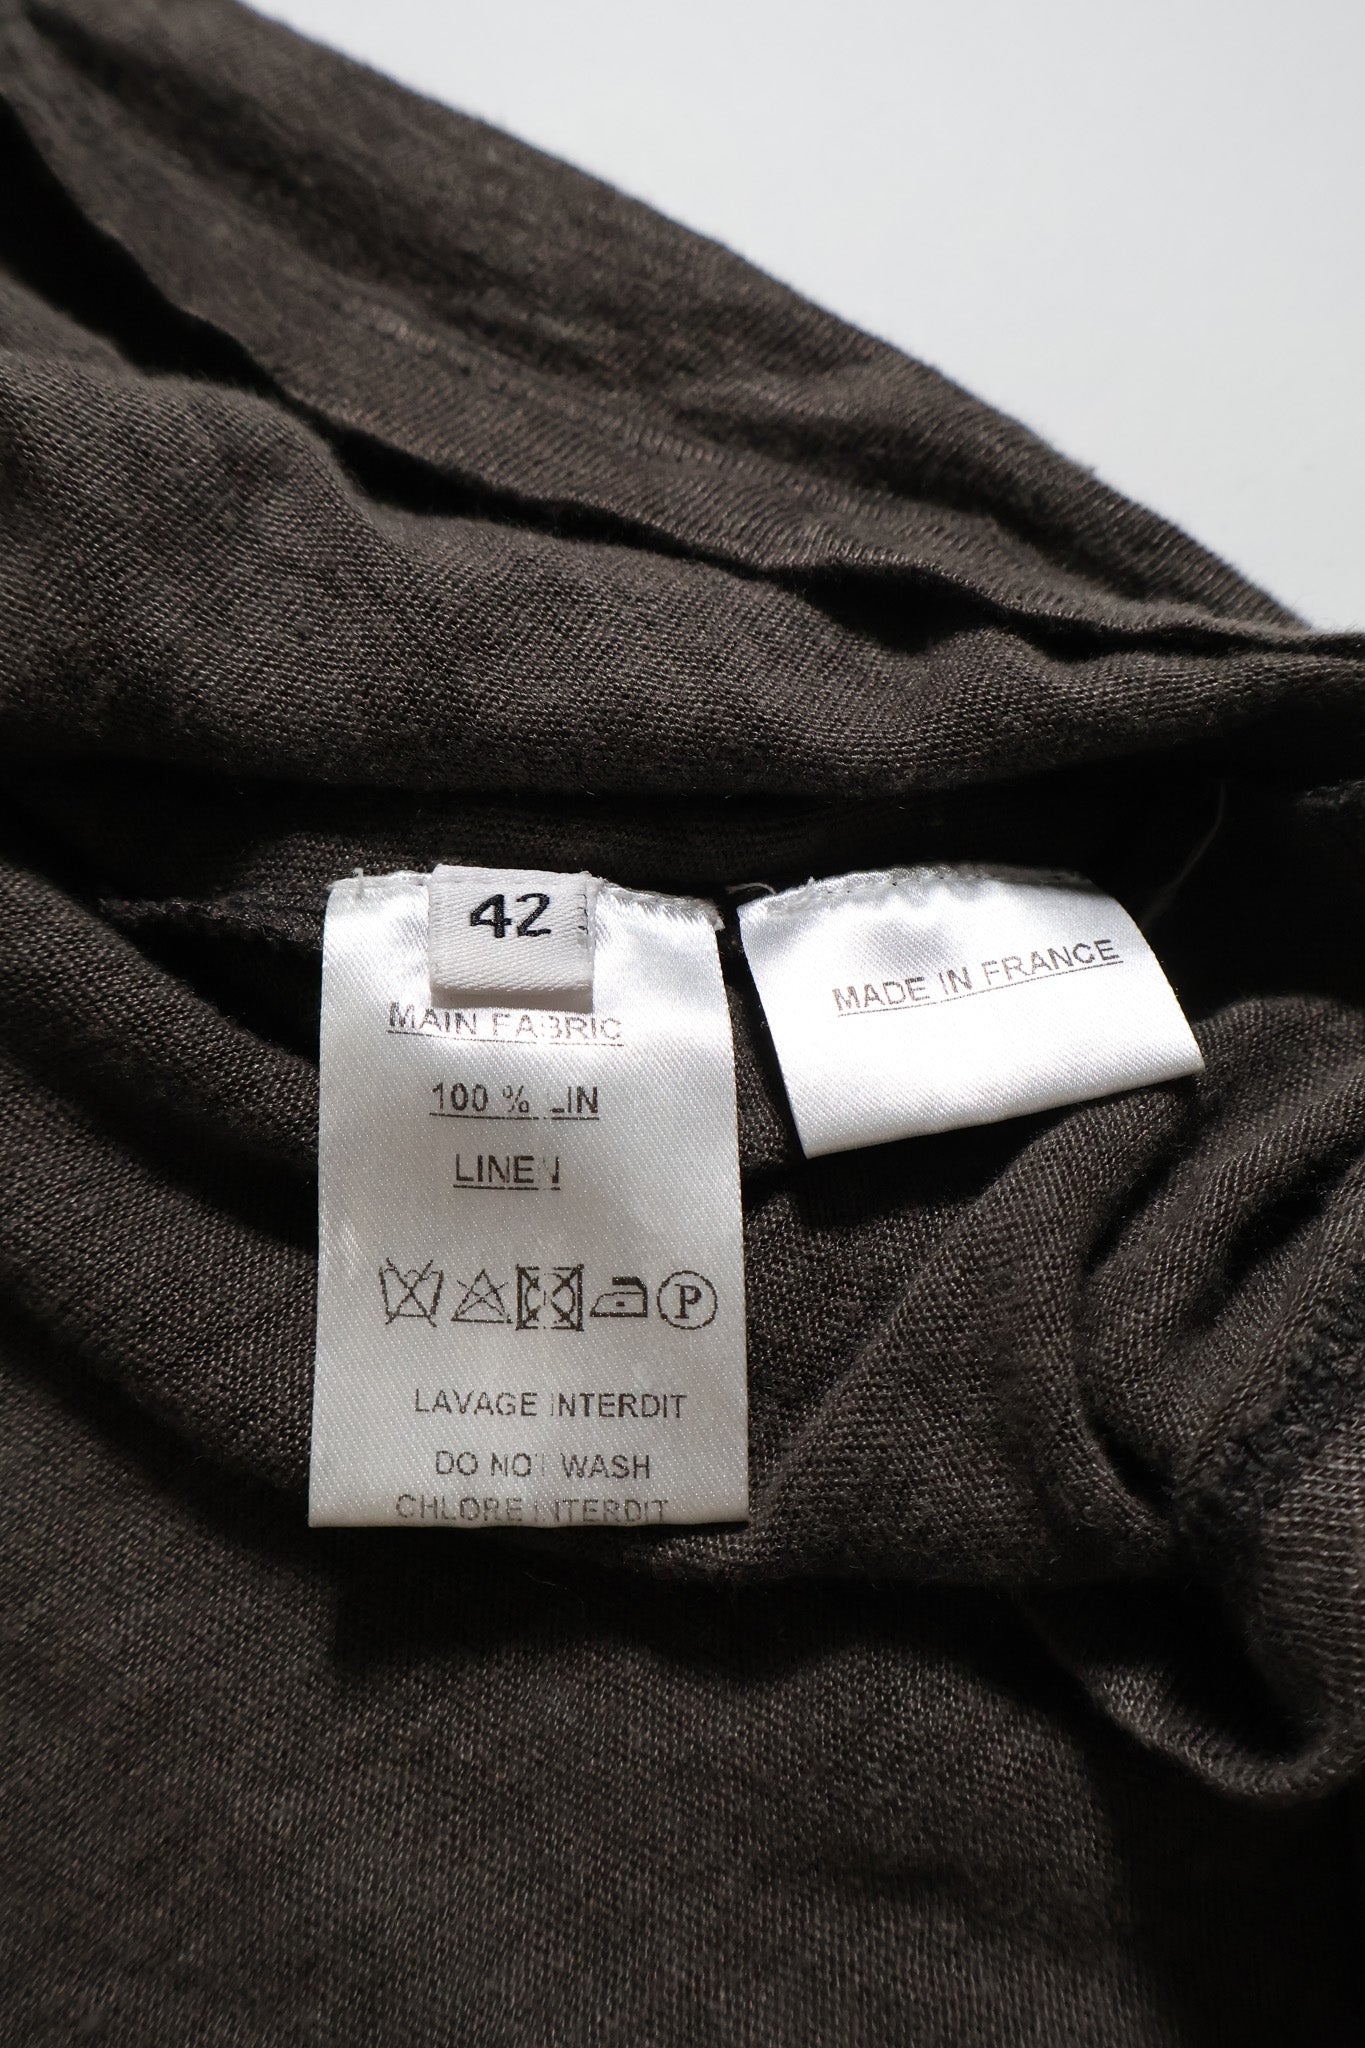 42
MAIN FABRIC
100 % LIN
LINEN
P
LAVAGE INTERDIT
DO NOT WASH
CHLORE INTERDIT
MADE IN FRANCE